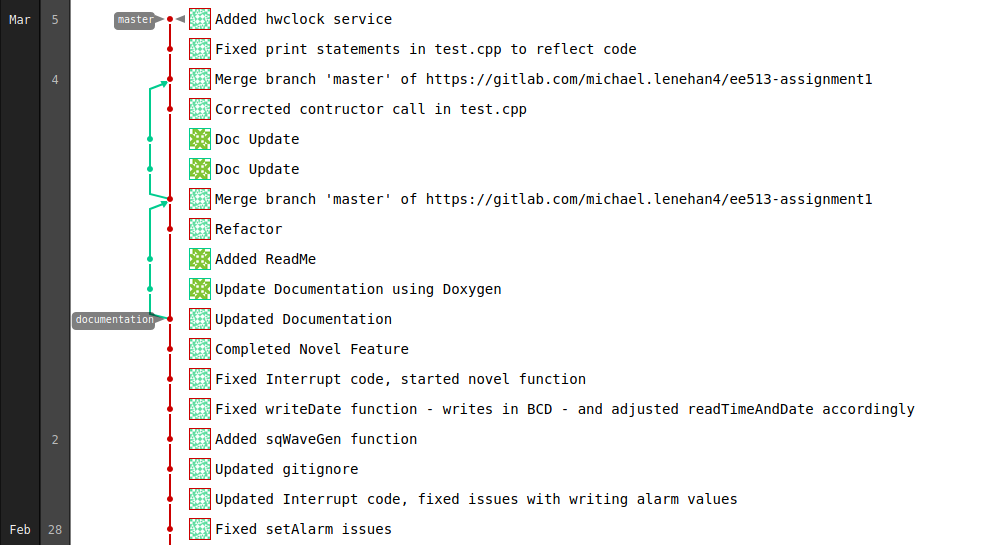 Mar 5 master Added hwclock service
Fixed print statements in test.cpp to reflect code
4 Merge branch 'master' of https://gitlab.com/michael.lenehan4/ee513-assignment1
Corrected contructor call in test.cpp
Doc Update
Doc Update
Merge branch 'master' of https://gitlab.com/michael.lenehan4/ee513-assignment1
Refactor
Added ReadMe
Update Documentation using Doxygen
documentation Updated Documentation
Completed Novel Feature
Fixed Interrupt code, started novel function
Fixed writeDate function - writes in BCD - and adjusted readTimeAndDate accordingly
2 Added sqWaveGen function
Updated gitignore
Updated Interrupt code, fixed issues with writing alarm values
Feb 28 Fixed setAlarm issues